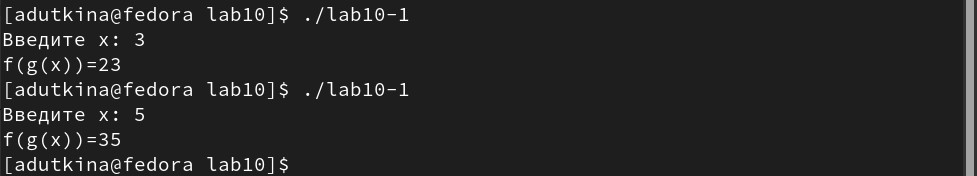 [adutkina@fedora lab10]$ ./lab10-1
Введите x: 3
f(g(x))=23
[adutkina@fedora lab10]$ ./lab10-1
Введите x: 5
f(g(x))=35
[adutkina@fedora lab10]$